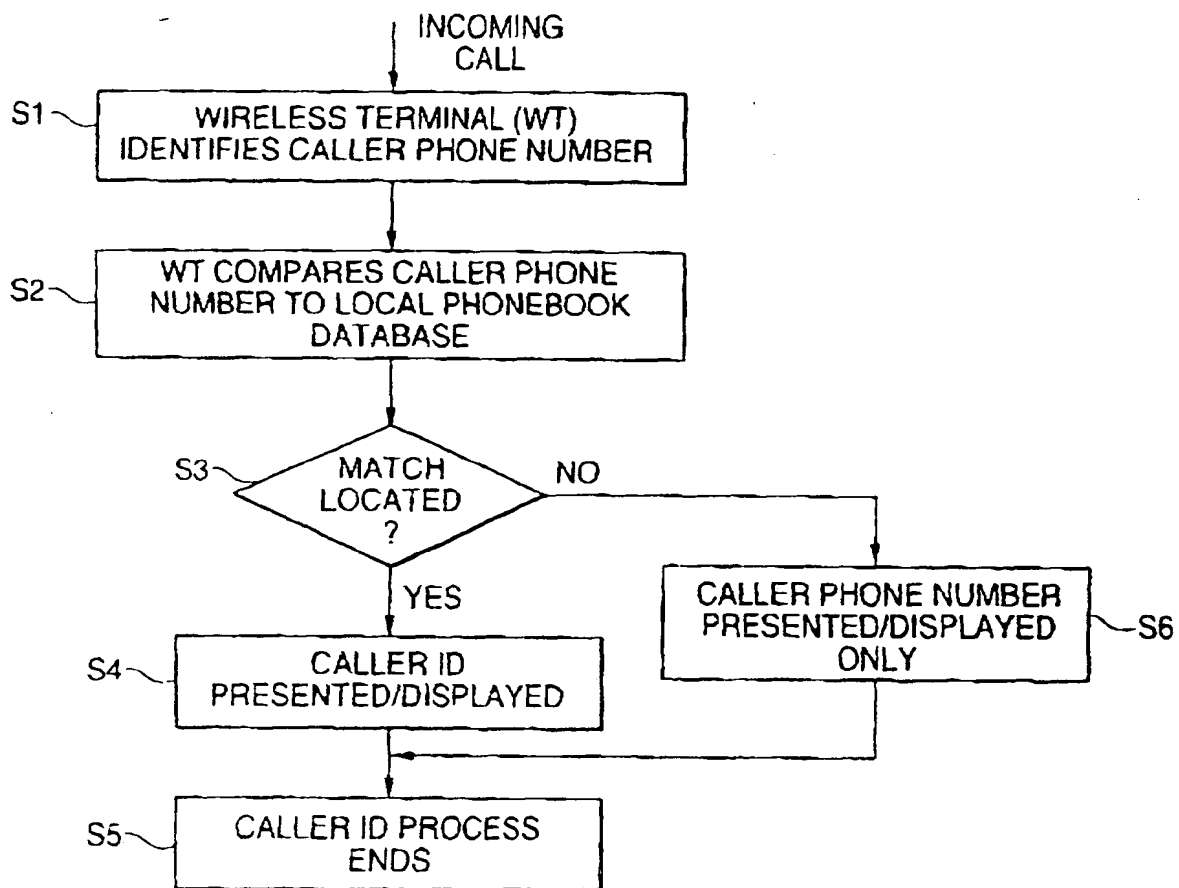 INCOMING
CALL
S1
WIRELESS TERMINAL (WT)
IDENTIFIES CALLER PHONE NUMBER
S2
WT COMPARES CALLER PHONE
NUMBER TO LOCAL PHONEBOOK
DATABASE
S3
MATCH
LOCATED
?
NO
YES
CALLER PHONE NUMBER
PRESENTED/DISPLAYED
ONLY
S6
S4
CALLER ID
PRESENTED/DISPLAYED
S5
CALLER ID PROCESS
ENDS